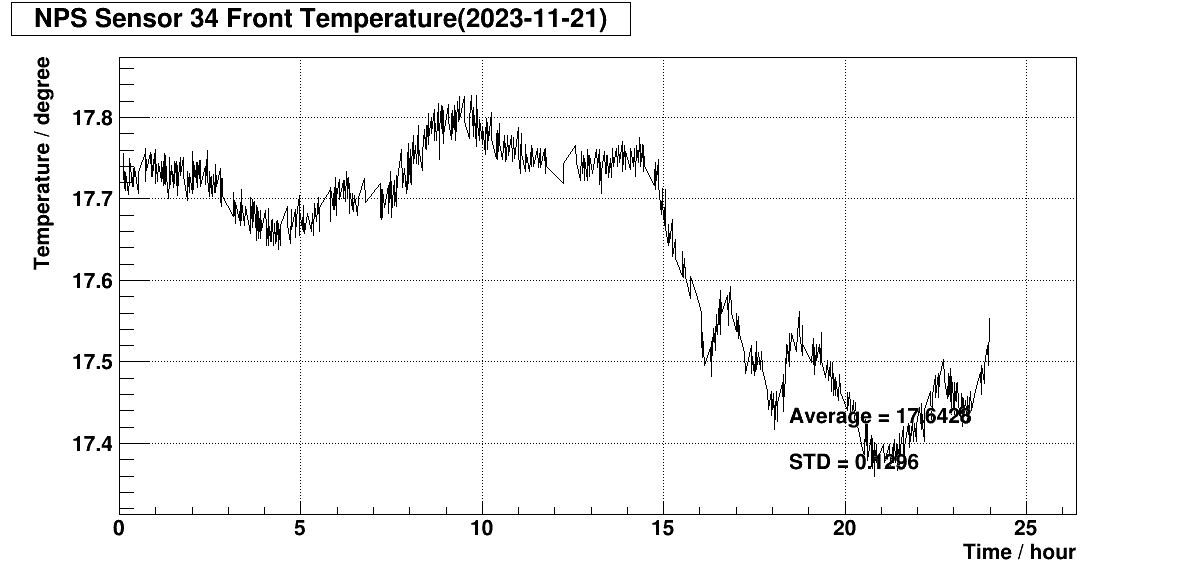 NPS Sensor 34 Front Temperature(2023-11-21)
Temperature / degree
17.8
17.7
17.6
17.5
17.4
Average = 17.6428
STD = 0.1296
0 5 10 15 20 25
Time / hour